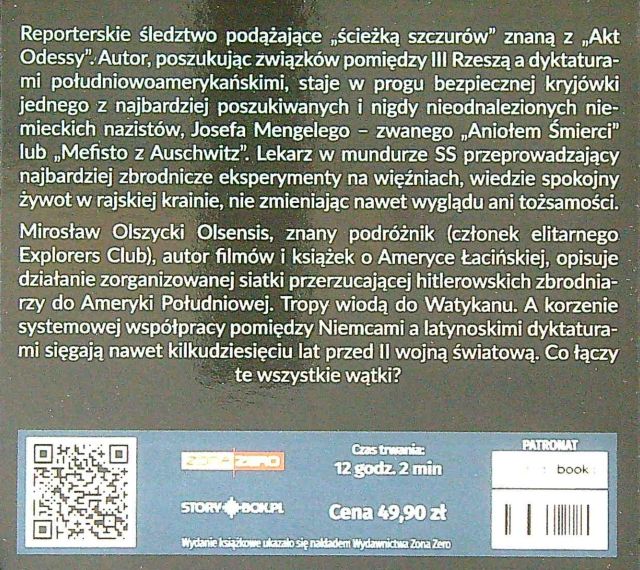 Reporterskie śledztwo podążające „ścieżką szczurów” znaną z „Akt
Odessy”. Autor, poszukując związków pomiędzy III Rzeszą a dyktatura-
mi południowoamerykańskimi, staje w progu bezpiecznej kryjówki
jednego z najbardziej poszukiwanych i nigdy nieodnalezionych nie-
mieckich nazistów, Josefa Mengelego – zwanego „Aniołem Śmierci”
lub „Mefisto z Auschwitz”. Lekarz w mundurze SS przeprowadzający
najbardziej zbrodnicze eksperymenty na więźniach, wiedzie spokojny
żywot w rajskiej krainie, nie zmieniając nawet wyglądu ani tożsamości.
Mirosław Olszycki Olsensis, znany podróżnik (członek elitarnego
Explorers Club), autor filmów i książek o Ameryce Łacińskiej, opisuje
działanie zorganizowanej siatki przerzucającej hitlerowskich zbrodnia-
rzy do Ameryki Południowej. Tropy wiodą do Watykanu. A korzenie
systemowej współpracy pomiędzy Niemcami a latynoskimi dyktatura-
mi sięgają nawet kilkudziesięciu lat przed II wojną światową. Co łączy
te wszystkie wątki?
ZONA ZERO
STORYBOX.PL
Czas trwania:
12 godz. 2 min
Cena 49,90 zł
PATRONAT
book
Wydanie książkowe ukazało się nakładem Wydawnictwa Zona Zero